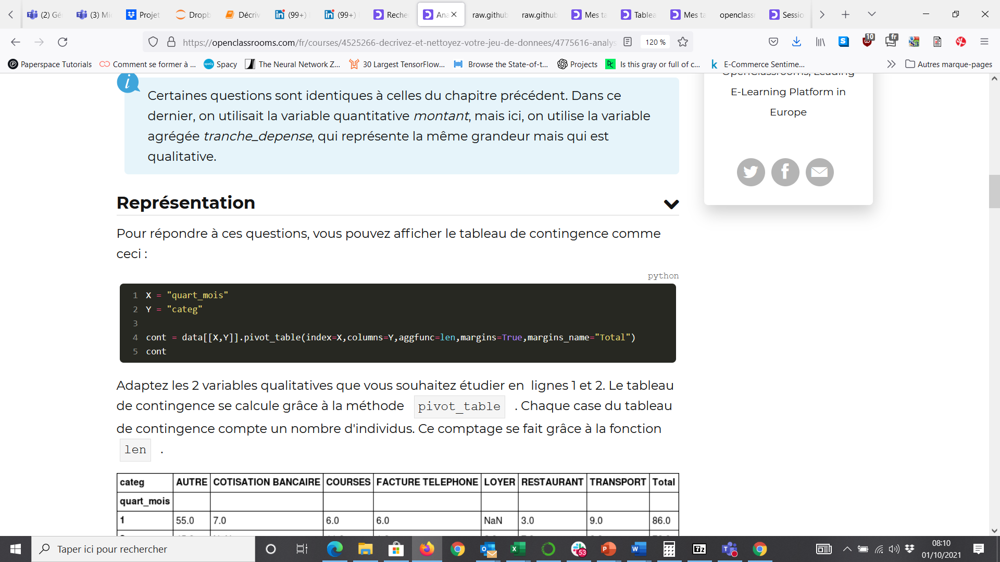 (2) Gé
(3) Mi
Projet
Dropb
Décriv
(99+)
(99+)
Reche
Ana
raw.github
raw.github
Mes ta
Tablea
Mes ta
openclassr
Sessio
https://openclassrooms.com/fr/courses/4525266-decrivez-et-nettoyez-votre-jeu-de-donnees/4775616-analys
120 %
10
fr
Paperspace Tutorials
Comment se former à ...
Spacy
The Neural Network Z...
30 Largest TensorFlow...
Browse the State-of-t...
Projects
Is this gray or full of c...
E-Commerce Sentime...
Autres marque-pages
Certaines questions sont identiques à celles du chapitre précédent. Dans ce
dernier, on utilisait la variable quantitative montant, mais ici, on utilise la variable
agrégée tranche_depense, qui représente la même grandeur mais qui est
qualitative.
OpenClassrooms, Leading
E-Learning Platform in
Europe
Représentation
Pour répondre à ces questions, vous pouvez afficher le tableau de contingence comme
ceci :
python
1 X = "quart_mois"
2 Y = "categ"
3
4 cont = data[[X,Y]].pivot_table(index=X,columns=Y,aggfunc=len,margins=True,margins_name="Total")
5 cont
Adaptez les 2 variables qualitatives que vous souhaitez étudier en lignes 1 et 2. Le tableau
de contingence se calcule grâce à la méthode pivot_table . Chaque case du tableau
de contingence compte un nombre d'individus. Ce comptage se fait grâce à la fonction
len .
categ AUTRE COTISATION BANCAIRE COURSES FACTURE TELEPHONE LOYER RESTAURANT TRANSPORT Total
quart_mois
1 55.0 7.0 6.0 6.0 NaN 3.0 9.0 86.0
Taper ici pour rechercher
53
7z
08:10
01/10/2021